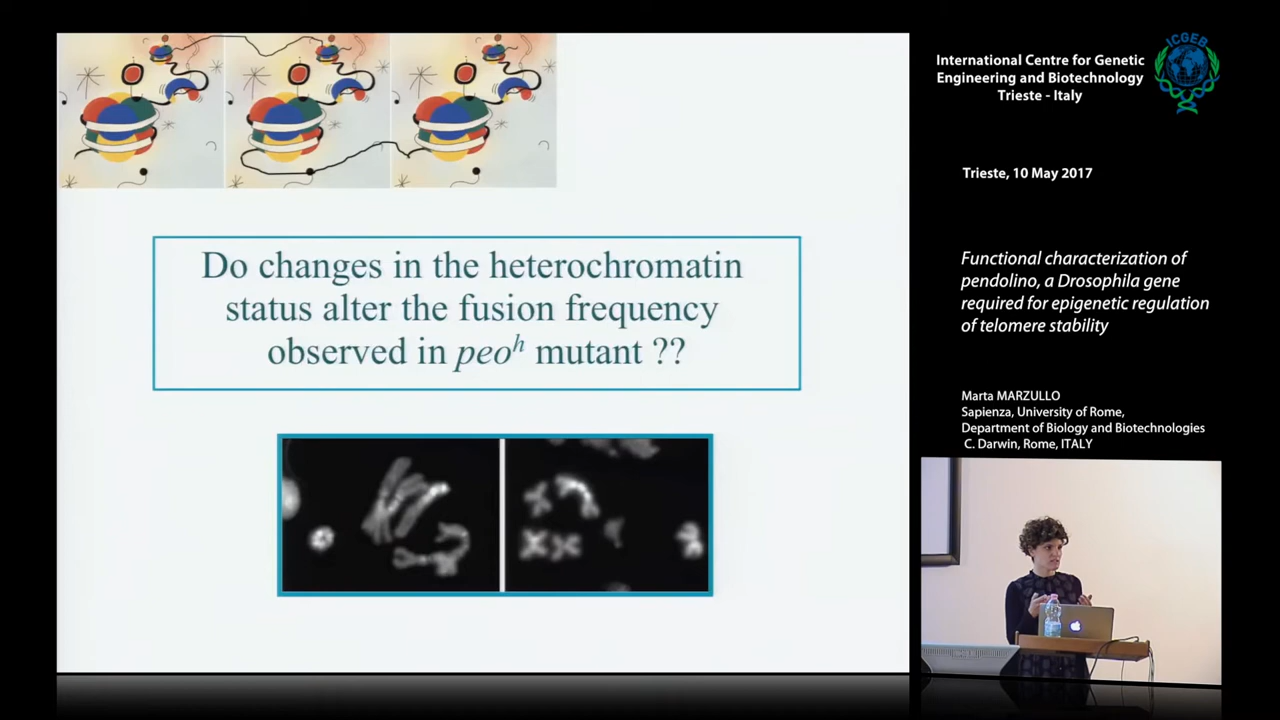 Do changes in the heterochromatin
status alter the fusion frequency
observed in peoʰ mutant ??
ICGEB
International Centre for Genetic
Engineering and Biotechnology
Trieste - Italy
Trieste, 10 May 2017
Functional characterization of
pendolino, a Drosophila gene
required for epigenetic regulation
of telomere stability
Marta MARZULLO
Sapienza, University of Rome,
Department of Biology and Biotechnologies
C. Darwin, Rome, ITALY